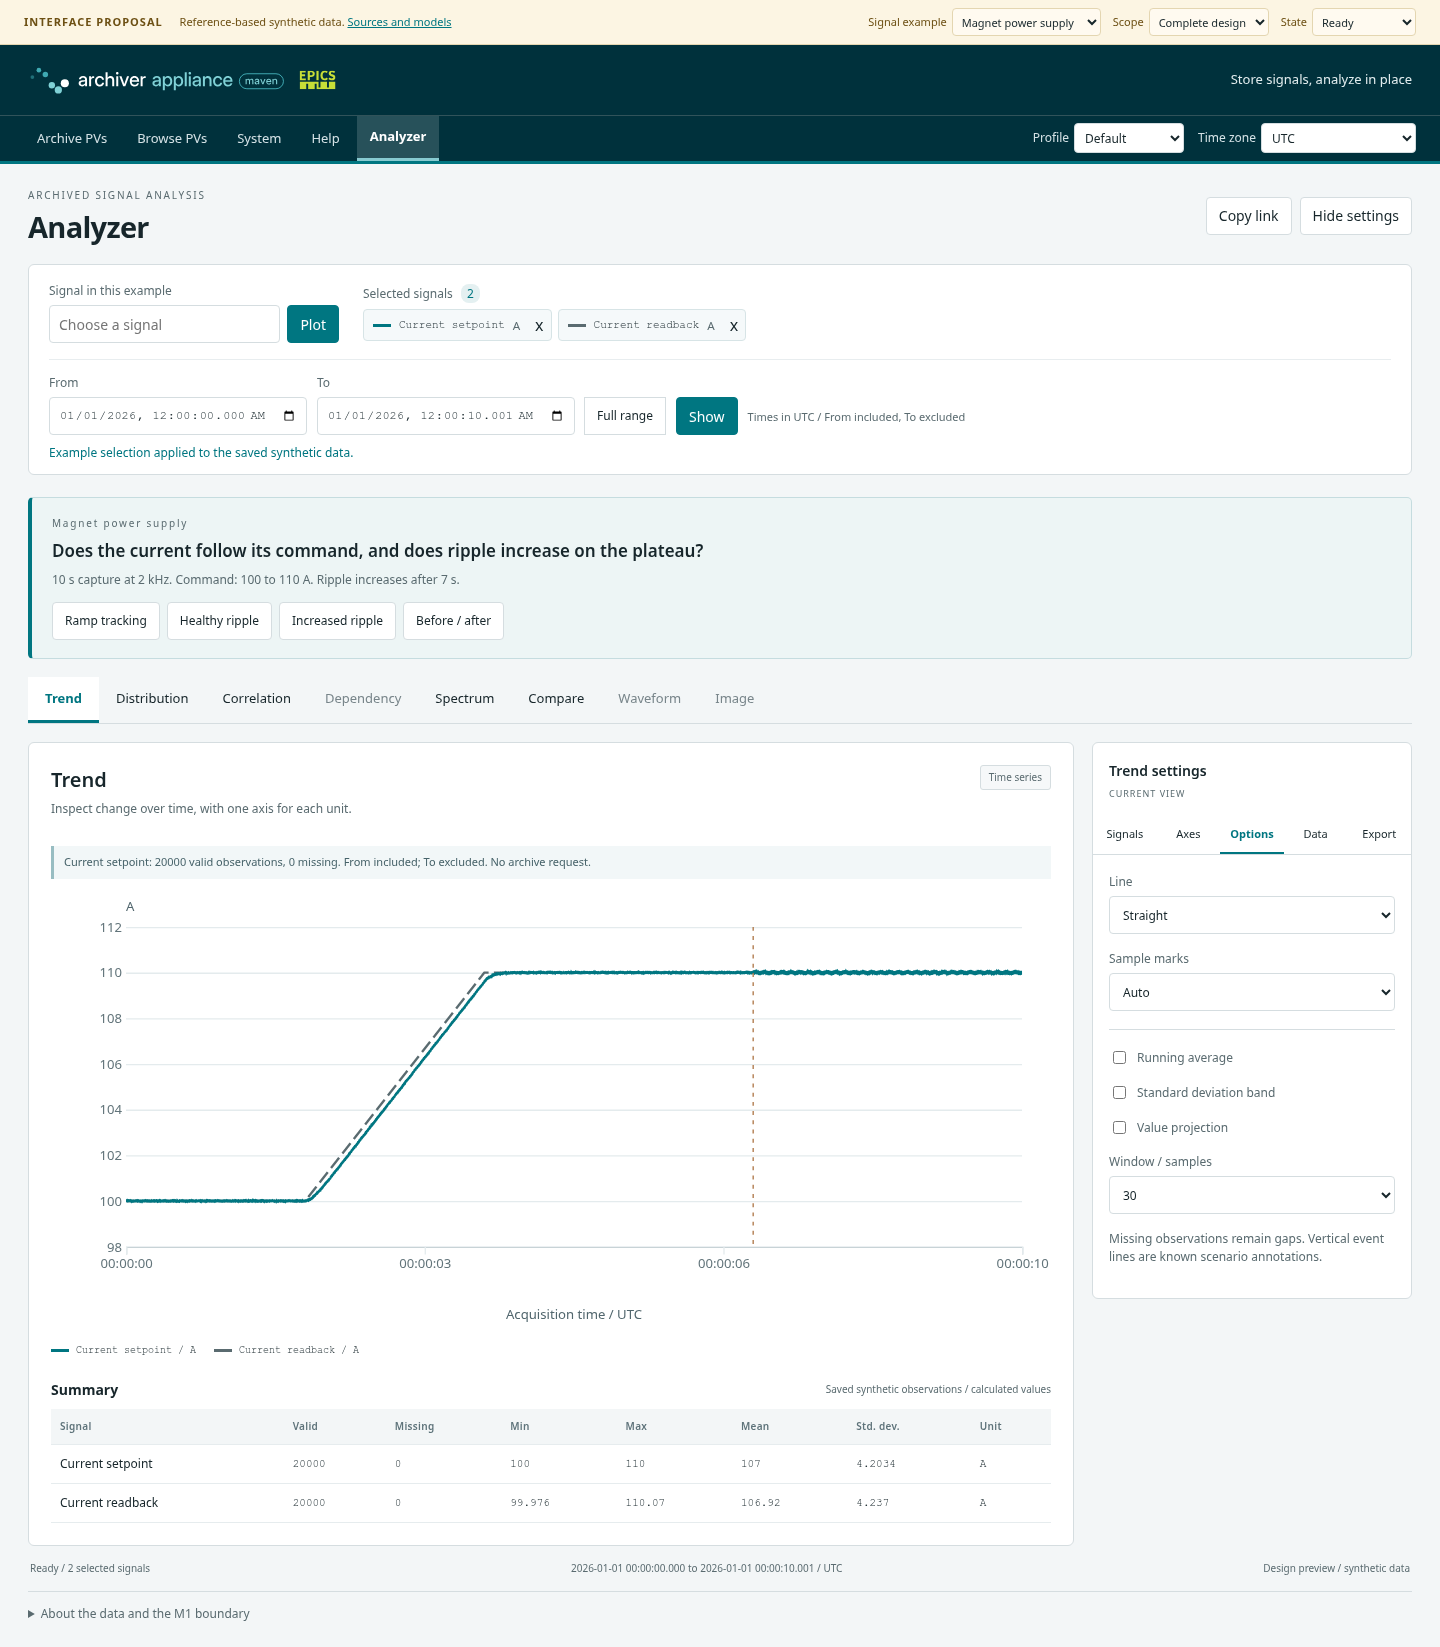 INTERFACE PROPOSAL Reference-based synthetic data. Sources and models Signal example Magnet power supply Scope Complete design State Ready
archiver appliance maven EPICS Store signals, analyze in place
Archive PVs Browse PVs System Help Analyzer Profile Default Time zone UTC
ARCHIVED SIGNAL ANALYSIS
Analyzer Copy link Hide settings
Signal in this example Selected signals 2
Choose a signal Plot Current setpoint A X Current readback A X
From To
01/01/2026, 12:00:00.000 AM 01/01/2026, 12:00:10.001 AM Full range Show Times in UTC / From included, To excluded
Example selection applied to the saved synthetic data.
Magnet power supply
Does the current follow its command, and does ripple increase on the plateau?
10 s capture at 2 kHz. Command: 100 to 110 A. Ripple increases after 7 s.
Ramp tracking Healthy ripple Increased ripple Before / after
Trend Distribution Correlation Dependency Spectrum Compare Waveform Image
Trend Time series
Inspect change over time, with one axis for each unit.
Current setpoint: 20000 valid observations, 0 missing. From included; To excluded. No archive request.
A
112
110
108
106
104
102
100
98
00:00:00 00:00:03 00:00:06 00:00:10
Acquisition time / UTC
Current setpoint / A Current readback / A
Summary Saved synthetic observations / calculated values
Signal Valid Missing Min Max Mean Std. dev. Unit
Current setpoint 20000 0 100 110 107 4.2034 A
Current readback 20000 0 99.976 110.07 106.92 4.237 A
Trend settings
CURRENT VIEW
Signals Axes Options Data Export
Line
Straight
Sample marks
Auto
Running average
Standard deviation band
Value projection
Window / samples
30
Missing observations remain gaps. Vertical event
lines are known scenario annotations.
Ready / 2 selected signals 2026-01-01 00:00:00.000 to 2026-01-01 00:00:10.001 / UTC Design preview / synthetic data
About the data and the M1 boundary